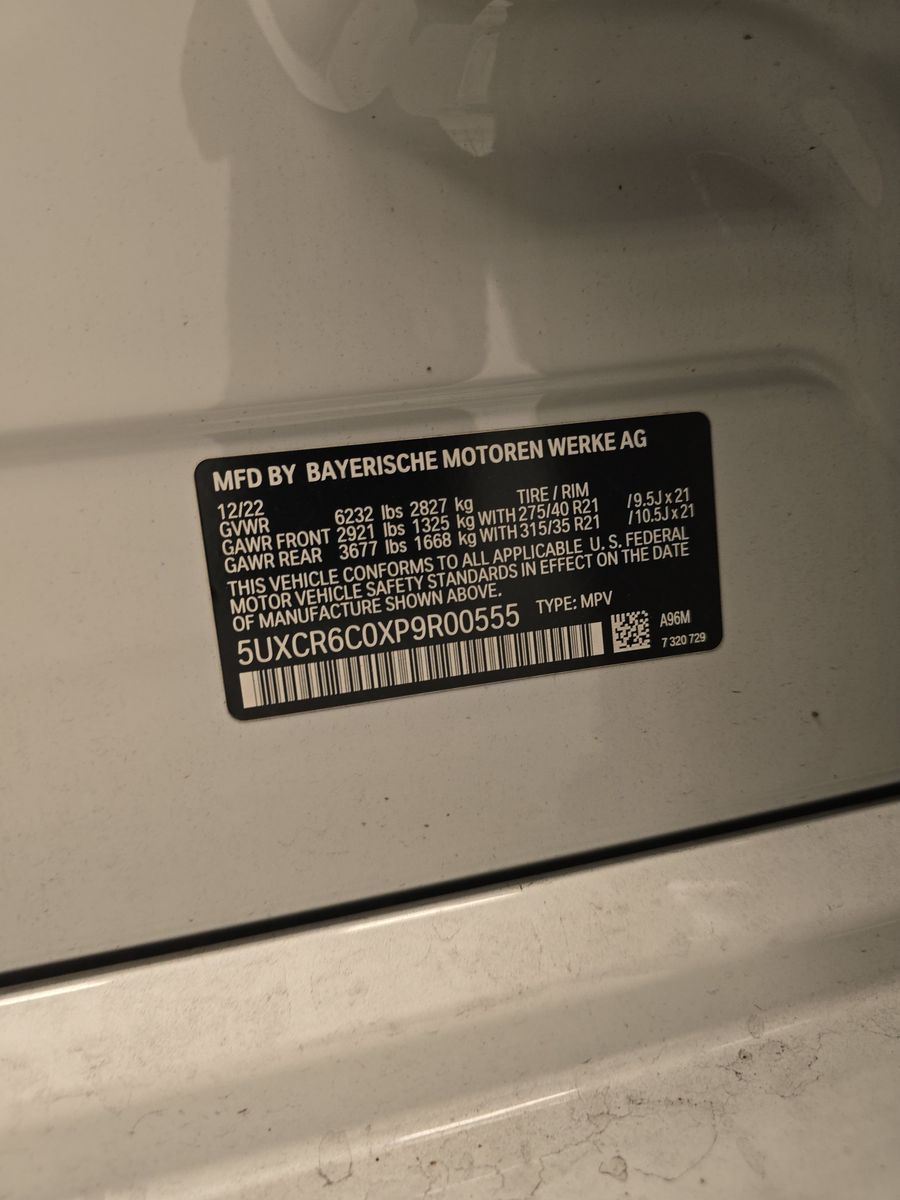 MFD BY BAYERISCHE MOTOREN WERKE AG
12/22 TIRE / RIM
GVWR 6232 lbs 2827 kg
GAWR FRONT 2921 lbs 1325 kg WITH 275/40 R21 /9.5J x 21
GAWR REAR 3677 lbs 1668 kg WITH 315/35 R21 /10.5J x 21
THIS VEHICLE CONFORMS TO ALL APPLICABLE U. S. FEDERAL
MOTOR VEHICLE SAFETY STANDARDS IN EFFECT ON THE DATE
OF MANUFACTURE SHOWN ABOVE.
5UXCR6C0XP9R00555 TYPE: MPV
A96M
7 320 729